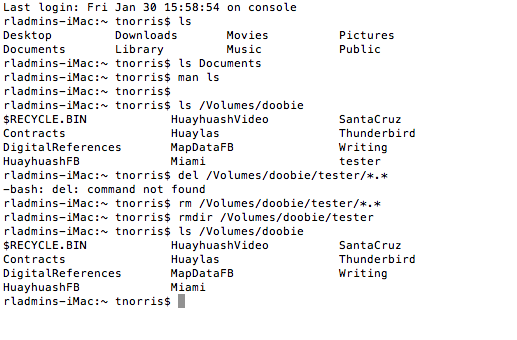 Last login: Fri Jan 30 15:58:54 on console
rladmins-iMac:~ tnorris$ ls
Desktop Downloads Movies Pictures
Documents Library Music Public
rladmins-iMac:~ tnorris$ ls Documents
rladmins-iMac:~ tnorris$ man ls
rladmins-iMac:~ tnorris$
rladmins-iMac:~ tnorris$ ls /Volumes/doobie
$RECYCLE.BIN HuayhuashVideo SantaCruz
Contracts Huaylas Thunderbird
DigitalReferences MapDataFB Writing
HuayhuashFB Miami tester
rladmins-iMac:~ tnorris$ del /Volumes/doobie/tester/*.*
-bash: del: command not found
rladmins-iMac:~ tnorris$ rm /Volumes/doobie/tester/*.*
rladmins-iMac:~ tnorris$ rmdir /Volumes/doobie/tester
rladmins-iMac:~ tnorris$ ls /Volumes/doobie
$RECYCLE.BIN HuayhuashVideo SantaCruz
Contracts Huaylas Thunderbird
DigitalReferences MapDataFB Writing
HuayhuashFB Miami
rladmins-iMac:~ tnorris$